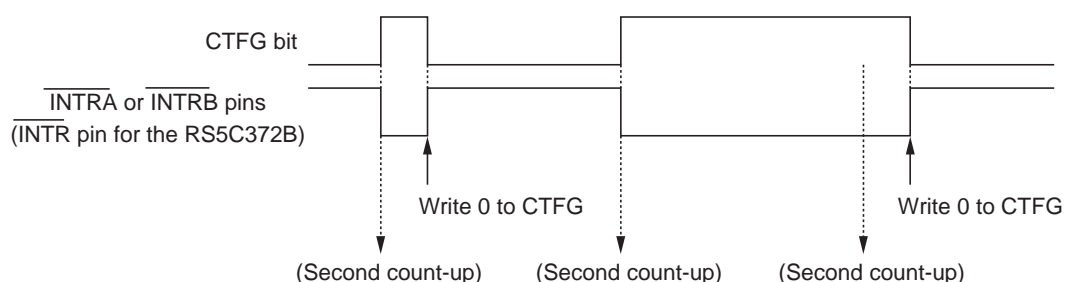 CTFG bit
INTRA or INTRB pins
(INTR pin for the RS5C372B)
Write 0 to CTFG
Write 0 to CTFG
(Second count-up)
(Second count-up)
(Second count-up)